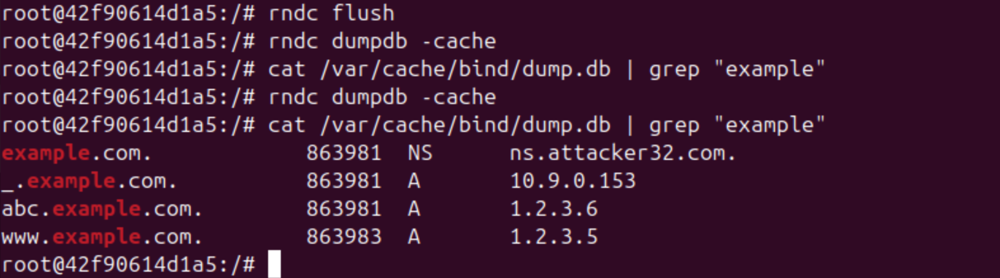 root@42f90614d1a5:/# rndc flush
root@42f90614d1a5:/# rndc dumpdb -cache
root@42f90614d1a5:/# cat /var/cache/bind/dump.db | grep "example"
root@42f90614d1a5:/# rndc dumpdb -cache
root@42f90614d1a5:/# cat /var/cache/bind/dump.db | grep "example"
example.com.            863981  NS      ns.attacker32.com.
_.example.com.          863981  A       10.9.0.153
abc.example.com.        863981  A       1.2.3.6
www.example.com.        863983  A       1.2.3.5
root@42f90614d1a5:/#